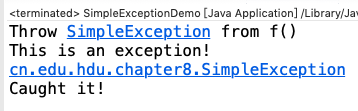 <terminated> SimpleExceptionDemo [Java Application] /Library/Jav
Throw SimpleException from f()
This is an exception!
cn.edu.hdu.chapter8.SimpleException
Caught it!